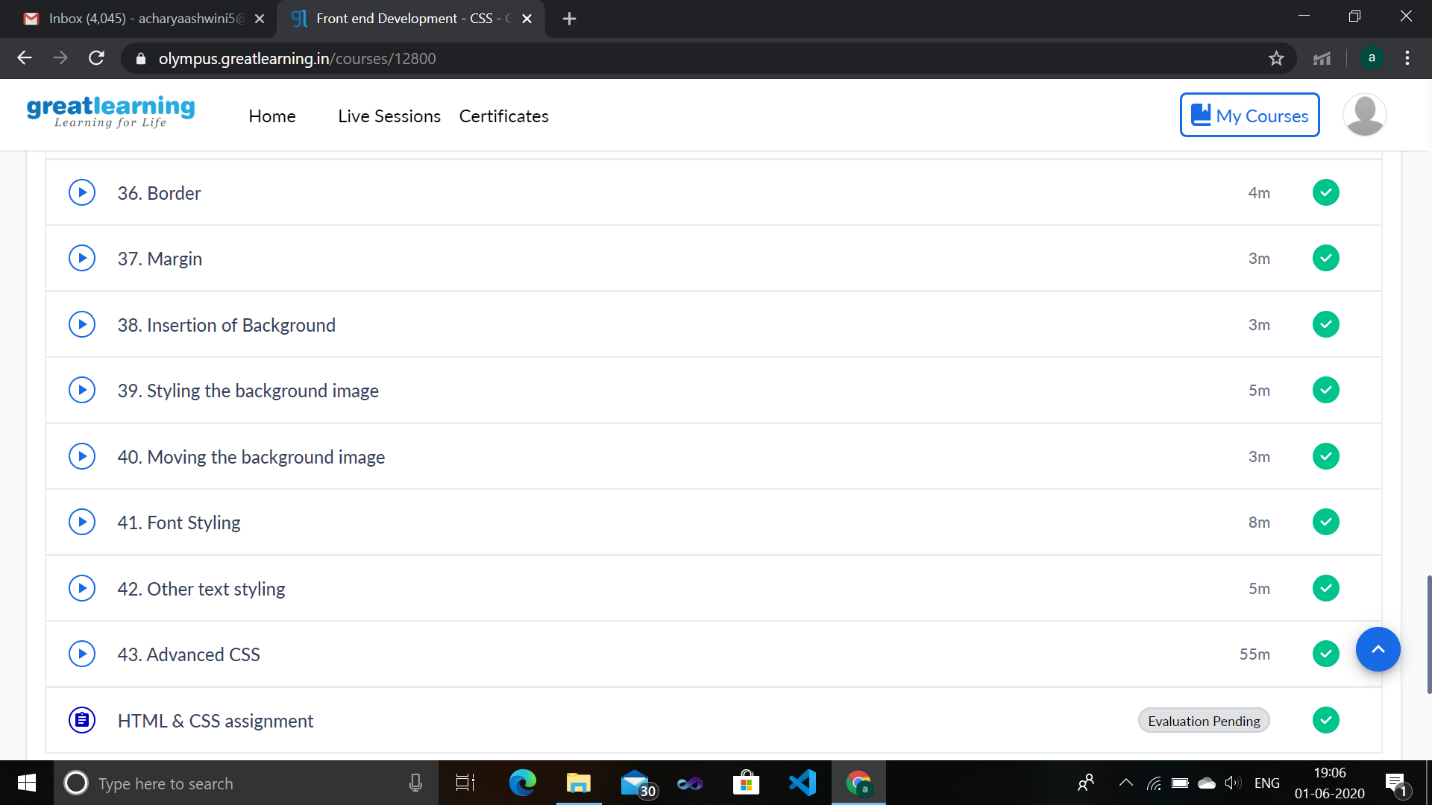 Inbox (4,045) - acharyaashwini5@
Front end Development - CSS - G
olympus.greatlearning.in/courses/12800
a
greatlearning
Learning for Life
Home
Live Sessions
Certificates
My Courses
36. Border
4m
37. Margin
3m
38. Insertion of Background
3m
39. Styling the background image
5m
40. Moving the background image
3m
41. Font Styling
8m
42. Other text styling
5m
43. Advanced CSS
55m
HTML & CSS assignment
Evaluation Pending
Type here to search
30
a
ENG
19:06
01-06-2020
1